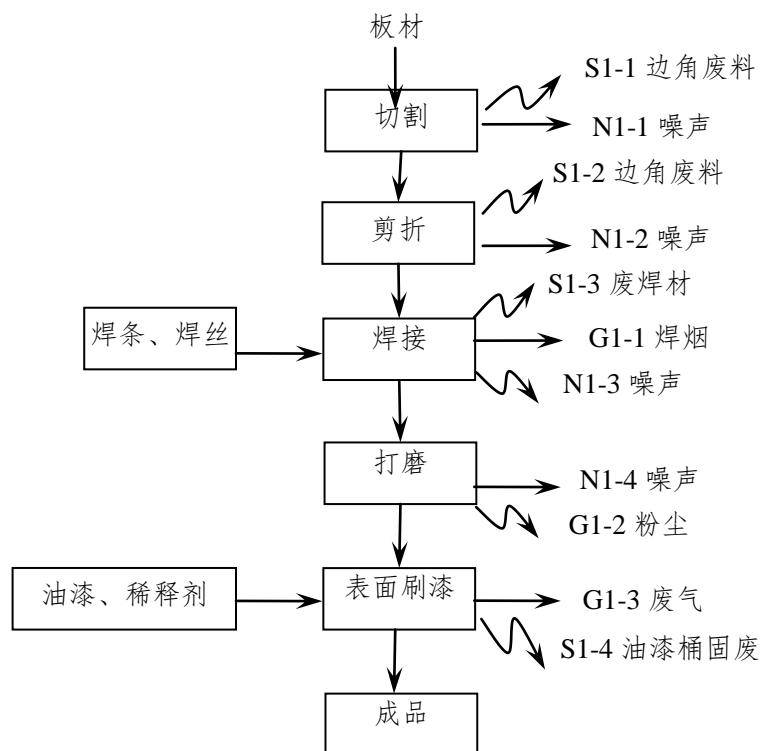 板材
S1-1 边角废料
切割
N1-1 噪声
S1-2 边角废料
剪折
N1-2 噪声
S1-3 废焊材
焊条、焊丝
焊接
G1-1 焊烟
N1-3 噪声
打磨
N1-4 噪声
G1-2 粉尘
油漆、稀释剂
表面刷漆
G1-3 废气
S1-4 油漆桶固废
成品